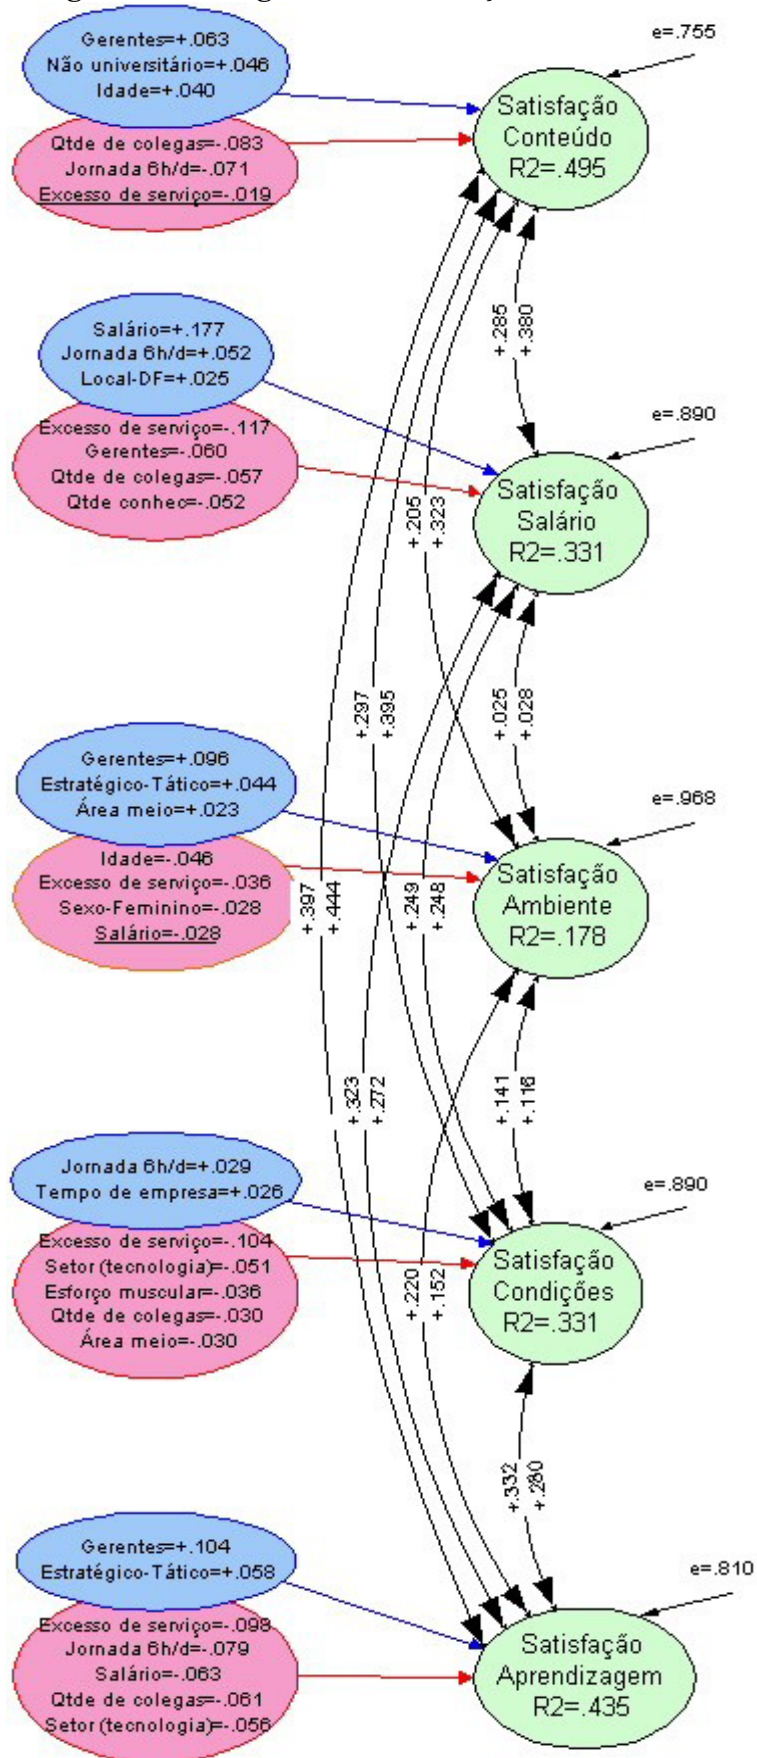 Gerentes=+.063
Não universitário=+.046
Idade=+.040
Qtde de colegas=-.083
Jornada 6h/d=-.071
Excesso de serviço=-.019
e=.755
Satisfação
Conteúdo
R2=.495
+.285
+.380
Salário=+.177
Jornada 6h/d=+.052
Local-DF=+.025
Excesso de serviço=-.117
Gerentes=-.060
Qtde de colegas=-.057
Qtde conhec=-.052
e=.890
Satisfação
Salário
R2=.331
+.205
+.323
+.297
+.395
+.025
+.028
Gerentes=+.096
Estratégico-Tático=+.044
Área meio=+.023
Idade=-.046
Excesso de serviço=-.036
Sexo-Feminino=-.028
Salário=-.028
e=.968
Satisfação
Ambiente
R2=.178
+.397
+.444
+.249
+.248
+.323
+.272
+.141
+.116
Jornada 6h/d=+.029
Tempo de empresa=+.026
Excesso de serviço=-.104
Setor (tecnologia)=-.051
Esforço muscular=-.036
Qtde de colegas=-.030
Área meio=-.030
e=.890
Satisfação
Condições
R2=.331
+.220
+.152
+.332
+.280
Gerentes=+.104
Estratégico-Tático=+.058
Excesso de serviço=-.098
Jornada 6h/d=-.079
Salário=-.063
Qtde de colegas=-.061
Setor (tecnologia)=-.056
e=.810
Satisfação
Aprendizagem
R2=.435